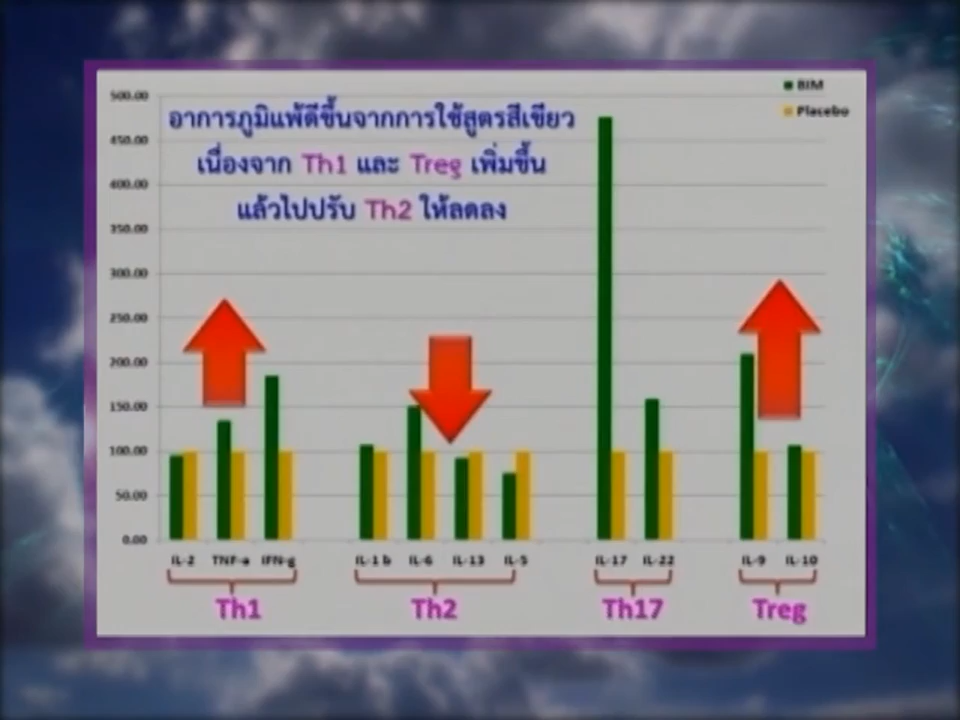 อาการภูมิแพ้ดีขึ้นจากการใช้สูตรสีเขียว
เนื่องจาก Th1 และ Treg เพิ่มขึ้น
แล้วไปปรับ Th2 ให้ลดลง
BIM
Placebo
500.00
450.00
400.00
350.00
300.00
250.00
200.00
150.00
100.00
50.00
0.00
IL-2 TNF-a IFN-g IL-1 b IL-6 IL-13 IL-5 IL-17 IL-22 IL-9 IL-10
Th1 Th2 Th17 Treg